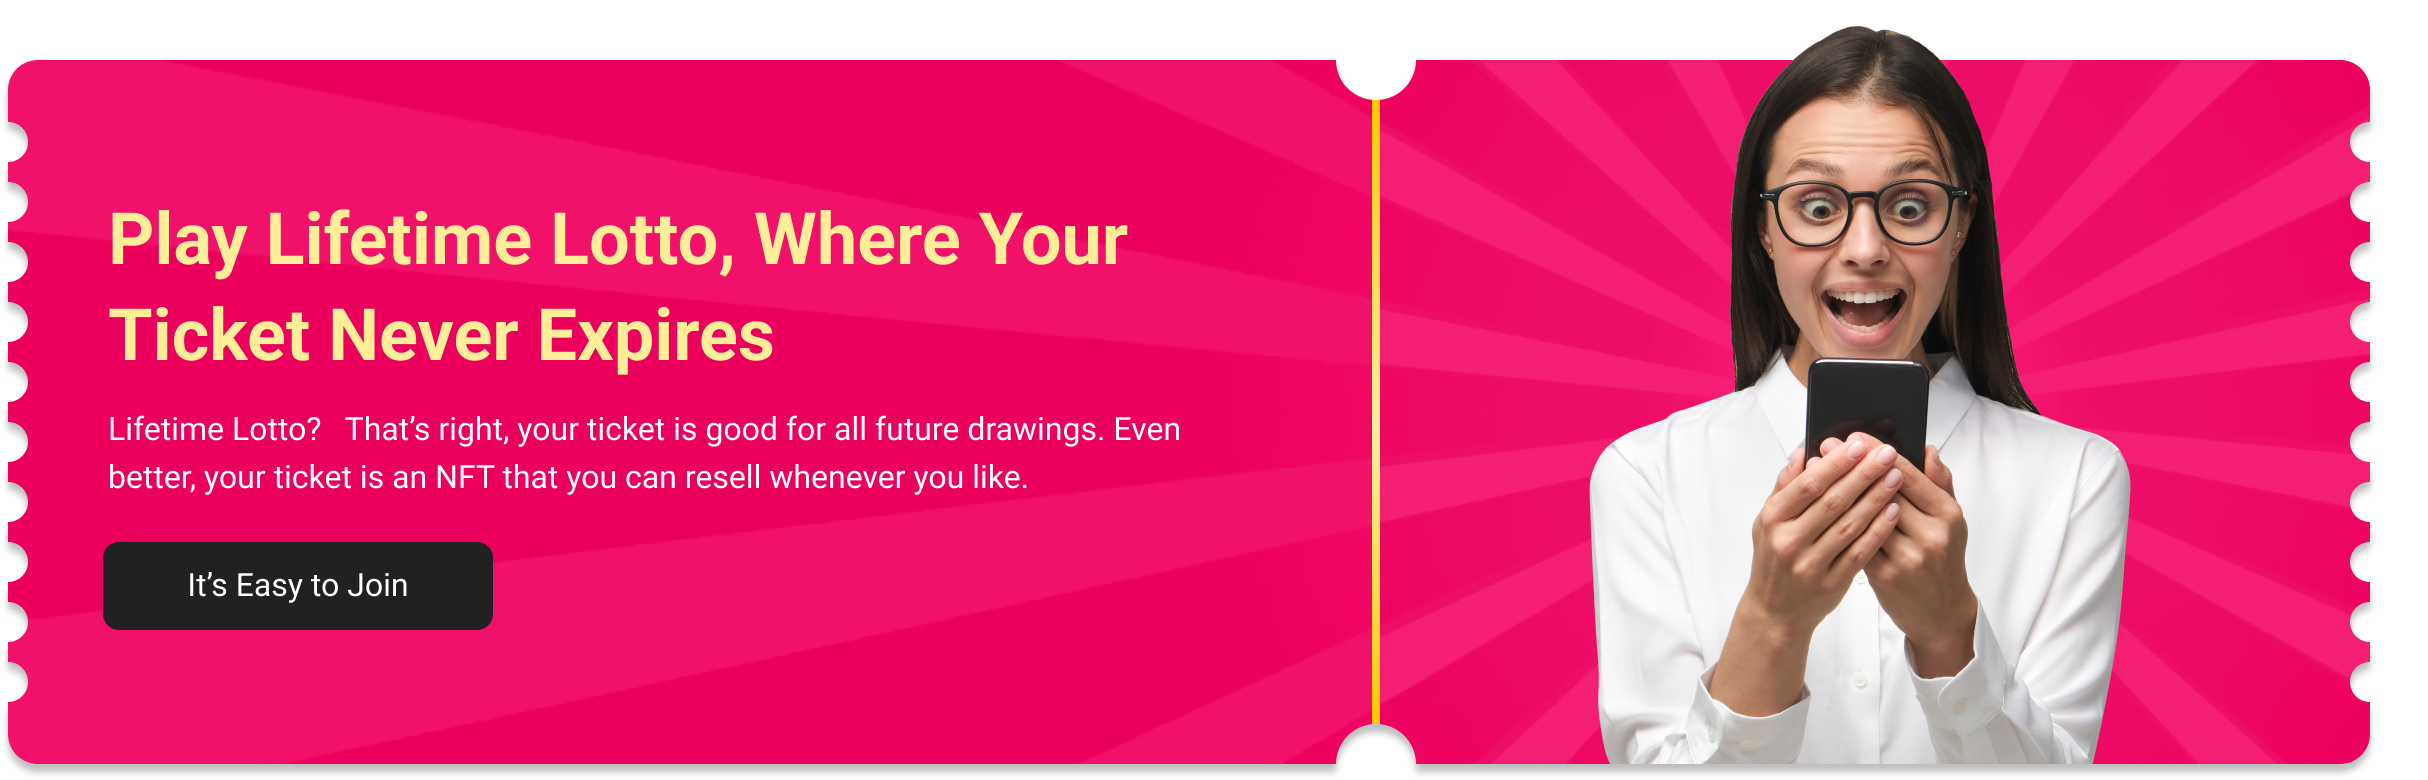 Play Lifetime Lotto, Where Your
Ticket Never Expires
Lifetime Lotto?   That’s right, your ticket is good for all future drawings. Even
better, your ticket is an NFT that you can resell whenever you like.
It’s Easy to Join